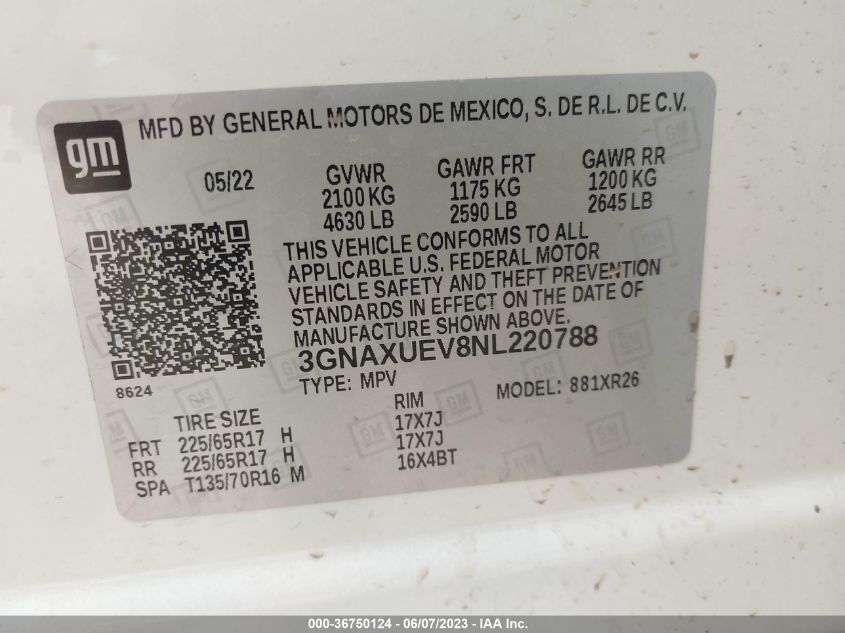 gm
MFD BY GENERAL MOTORS DE MEXICO, S. DE R.L. DE C.V.
05/22 GVWR GAWR FRT GAWR RR
2100 KG 1175 KG 1200 KG
4630 LB 2590 LB 2645 LB
THIS VEHICLE CONFORMS TO ALL
APPLICABLE U.S. FEDERAL MOTOR
VEHICLE SAFETY AND THEFT PREVENTION
STANDARDS IN EFFECT ON THE DATE OF
MANUFACTURE SHOWN ABOVE.
3GNAXUEV8NL220788
8624
TYPE: MPV MODEL: 881XR26
TIRE SIZE RIM
FRT 225/65R17 H 17X7J
RR 225/65R17 H 17X7J
SPA T135/70R16 M 16X4BT
000-36750124 - 06/07/2023 - IAA Inc.